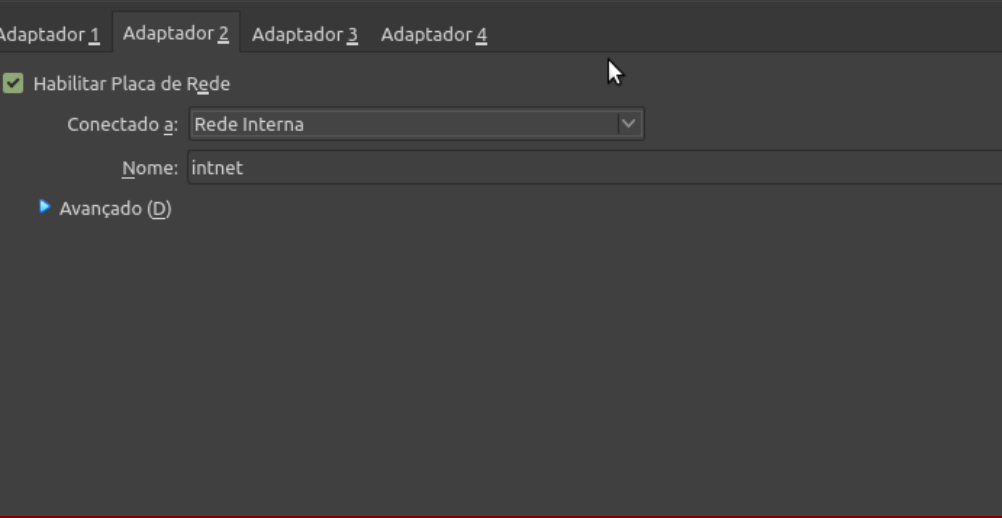 Adaptador 1 Adaptador 2 Adaptador 3 Adaptador 4
Habilitar Placa de Rede
Conectado a: Rede Interna
Nome: intnet
Avançado (D)